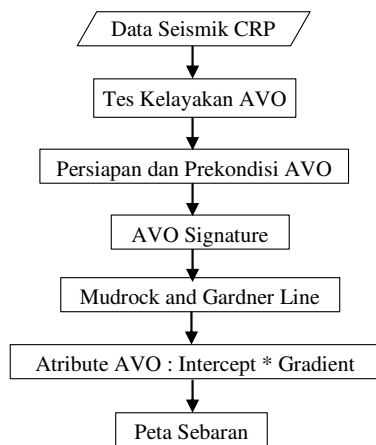 Data Seismik CRP
Tes Kelayakan AVO
Persiapan dan Prekondisi AVO
AVO Signature
Mudrock and Gardner Line
Atribute AVO : Intercept * Gradient
Peta Sebaran